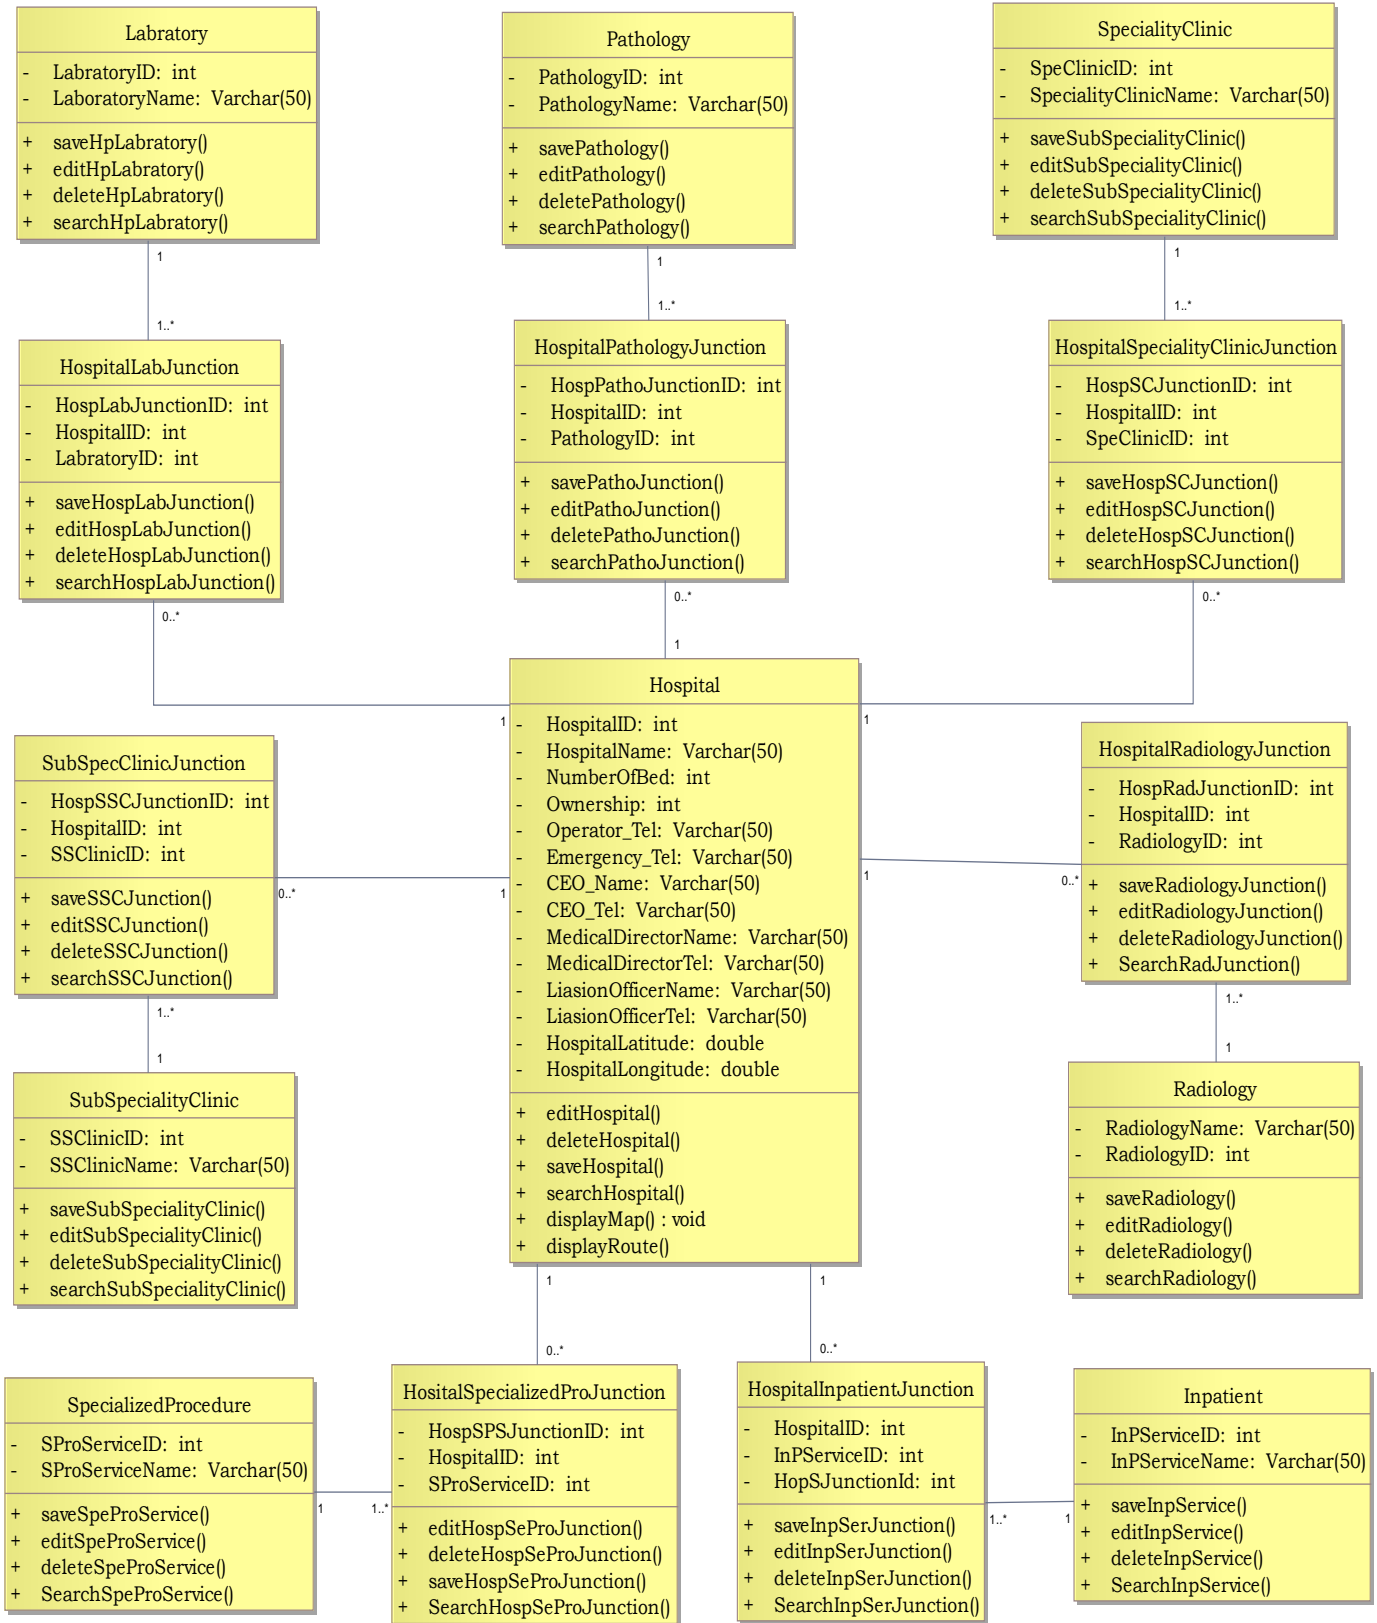 Labratory
- LabratoryID: int
- LaboratoryName: Varchar(50)
+ saveHpLabratory()
+ editHpLabratory()
+ deleteHpLabratory()
+ searchHpLabratory()
1
1..*
Pathology
- PathologyID: int
- PathologyName: Varchar(50)
+ savePathology()
+ editPathology()
+ deletePathology()
+ searchPathology()
1
1..*
SpecialityClinic
- SpeClinicID: int
- SpecialityClinicName: Varchar(50)
+ saveSubSpecialityClinic()
+ editSubSpecialityClinic()
+ deleteSubSpecialityClinic()
+ searchSubSpecialityClinic()
1
1..*
HospitalLabJunction
- HospLabJunctionID: int
- HospitalID: int
- LabratoryID: int
+ saveHospLabJunction()
+ editHospLabJunction()
+ deleteHospLabJunction()
+ searchHospLabJunction()
0..*
1
HospitalPathologyJunction
- HospPathoJunctionID: int
- HospitalID: int
- PathologyID: int
+ savePathoJunction()
+ editPathoJunction()
+ deletePathoJunction()
+ searchPathoJunction()
0..*
1
HospitalSpecialityClinicJunction
- HospSCJunctionID: int
- HospitalID: int
- SpeClinicID: int
+ saveHospSCJunction()
+ editHospSCJunction()
+ deleteHospSCJunction()
+ searchHospSCJunction()
0..*
1
SubSpecClinicJunction
- HospSSCJunctionID: int
- HospitalID: int
- SSClinicID: int
+ saveSSCJunction()
+ editSSCJunction()
+ deleteSSCJunction()
+ searchSSCJunction()
0..*
1
1..*
1
Hospital
- HospitalID: int
- HospitalName: Varchar(50)
- NumberOfBed: int
- Ownership: int
- Operator_Tel: Varchar(50)
- Emergency_Tel: Varchar(50)
- CEO_Name: Varchar(50)
- CEO_Tel: Varchar(50)
- MedicalDirectorName: Varchar(50)
- MedicalDirectorTel: Varchar(50)
- LiasionOfficerName: Varchar(50)
- LiasionOfficerTel: Varchar(50)
- HospitalLatitude: double
- HospitalLongitude: double
+ editHospital()
+ deleteHospital()
+ saveHospital()
+ searchHospital()
+ displayMap() : void
+ displayRoute()
HospitalRadiologyJunction
- HospRadJunctionID: int
- HospitalID: int
- RadiologyID: int
+ saveRadiologyJunction()
+ editRadiologyJunction()
+ deleteRadiologyJunction()
+ SearchRadJunction()
1
0..*
1..*
1
SubSpecialityClinic
- SSClinicID: int
- SSClinicName: Varchar(50)
+ saveSubSpecialityClinic()
+ editSubSpecialityClinic()
+ deleteSubSpecialityClinic()
+ searchSubSpecialityClinic()
Radiology
- RadiologyName: Varchar(50)
- RadiologyID: int
+ saveRadiology()
+ editRadiology()
+ deleteRadiology()
+ searchRadiology()
1
0..*
1
0..*
SpecializedProcedure
- SProServiceID: int
- SProServiceName: Varchar(50)
+ saveSpeProService()
+ editSpeProService()
+ deleteSpeProService()
+ SearchSpeProService()
1
1..*
HositalSpecializedProJunction
- HospSPSJunctionID: int
- HospitalID: int
- SProServiceID: int
+ editHospSeProJunction()
+ deleteHospSeProJunction()
+ saveHospSeProJunction()
+ SearchHospSeProJunction()
HospitalInpatientJunction
- HospitalID: int
- InPServiceID: int
- HopSJunctionId: int
+ saveInpSerJunction()
+ editInpSerJunction()
+ deleteInpSerJunction()
+ SearchInpSerJunction()
1..*
1
Inpatient
- InPServiceID: int
- InPServiceName: Varchar(50)
+ saveInpService()
+ editInpService()
+ deleteInpService()
+ SearchInpService()